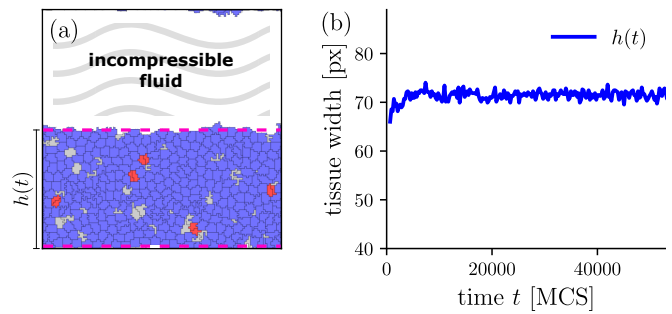 (a)
incompressible
fluid
h(t)
(b)
h(t)
tissue width [px]
80
70
60
50
40
0
20000
40000
time t [MCS]